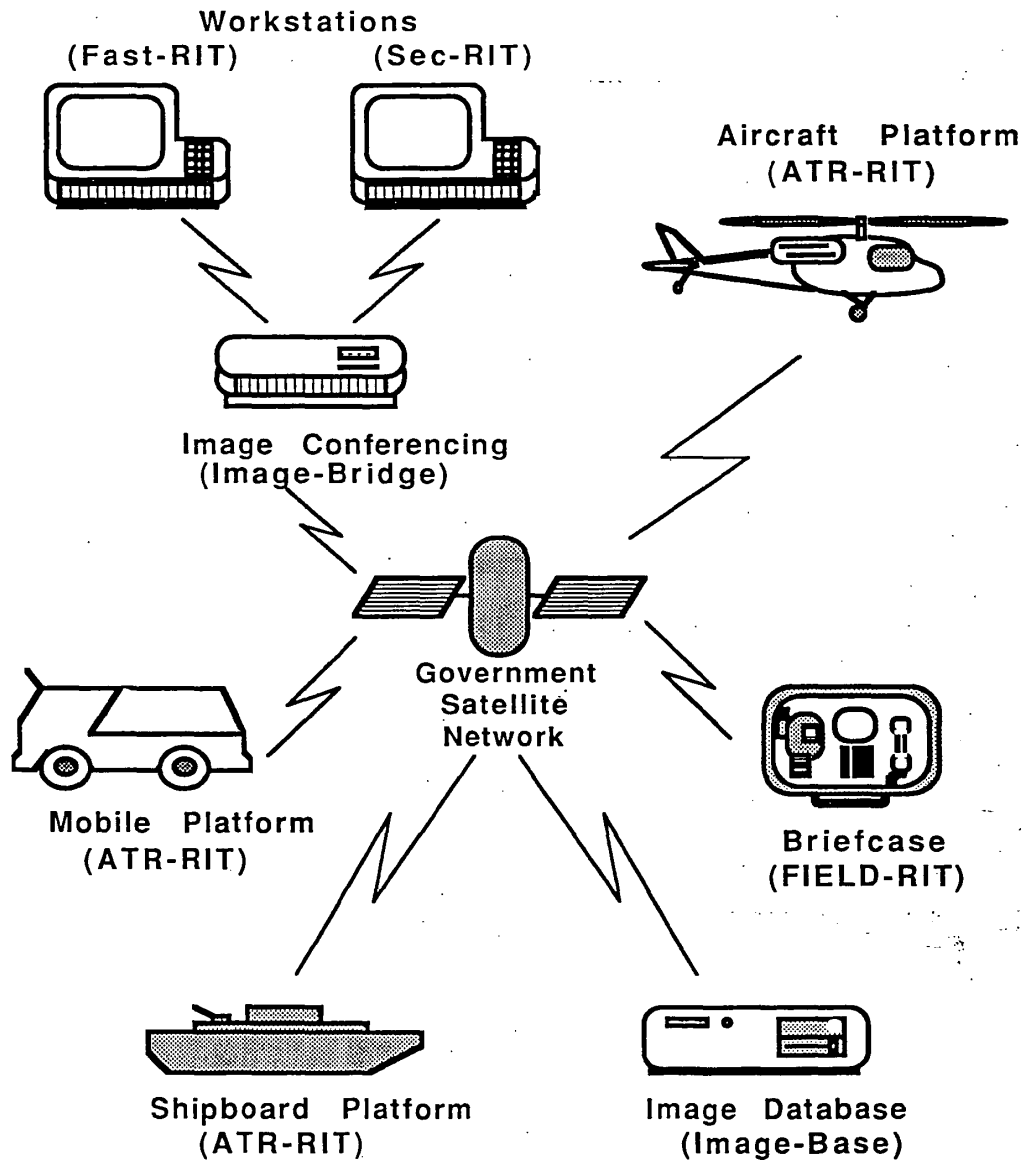 Workstations
(Fast-RIT) (Sec-RIT)
Aircraft Platform
(ATR-RIT)
Image Conferencing
(Image-Bridge)
Government
Satellite
Network
Mobile Platform
(ATR-RIT)
Briefcase
(FIELD-RIT)
Shipboard Platform
(ATR-RIT)
Image Database
(Image-Base)